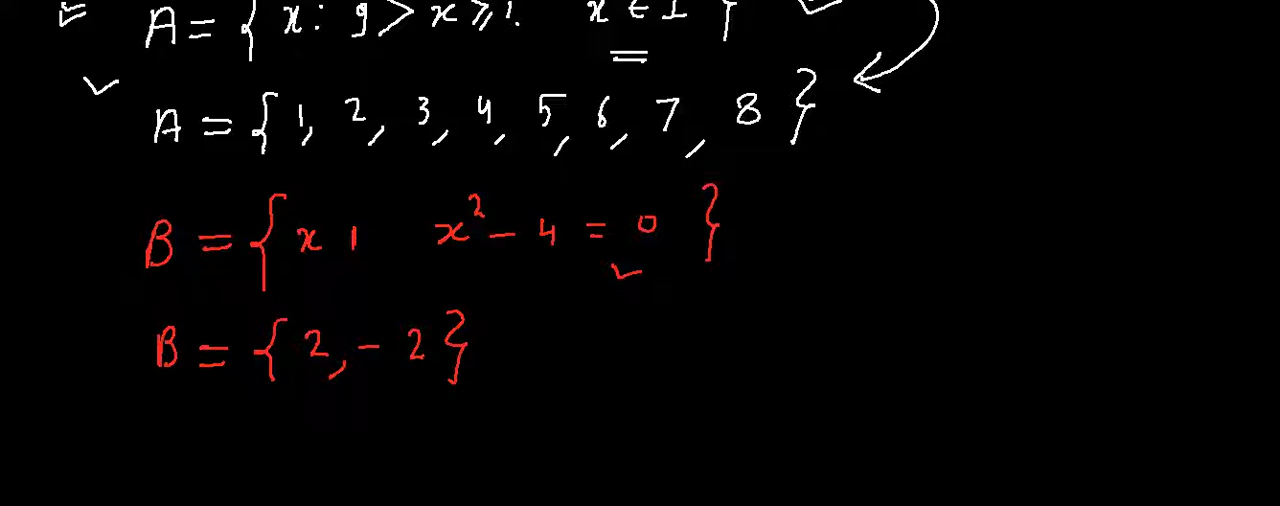 A = { x : 9 > x ⩾ 1. x ∈ I }
A = { 1, 2, 3, 4, 5, 6, 7, 8 }
B = { x | x² - 4 = 0 }
B = { 2, - 2 }